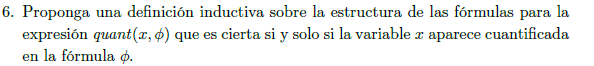 6. Proponga una definición inductiva sobre la estructura de las fórmulas para la
expresión quant(x, ϕ) que es cierta si y solo si la variable x aparece cuantificada
en la fórmula ϕ.